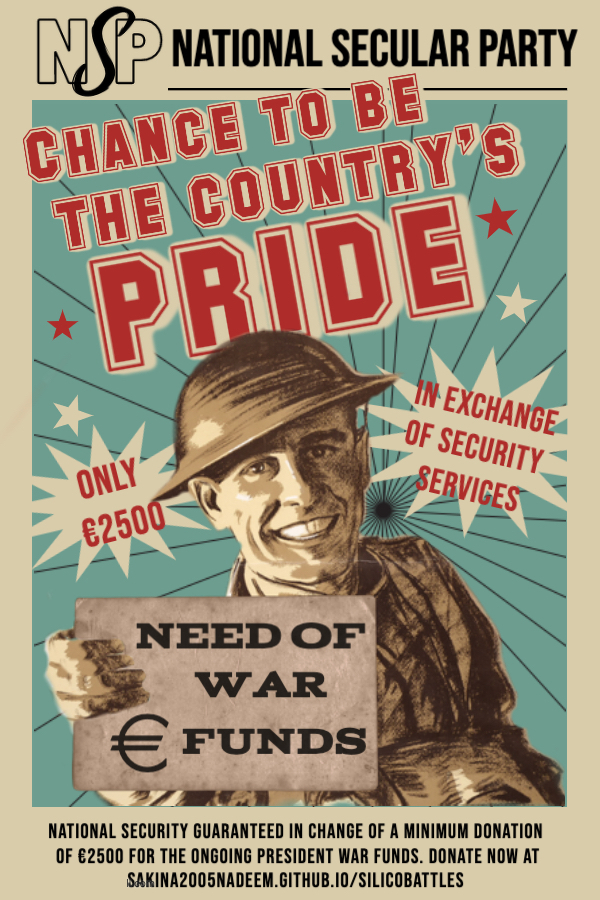 NSP NATIONAL SECULAR PARTY
CHANCE TO BE
THE COUNTRY'S
PRIDE
IN EXCHANGE
OF SECURITY
SERVICES
ONLY
€2500
NEED OF
WAR
€ FUNDS
NATIONAL SECURITY GUARANTEED IN CHANGE OF A MINIMUM DONATION
OF €2500 FOR THE ONGOING PRESIDENT WAR FUNDS. DONATE NOW AT
SAKINA2005NADEEM.GITHUB.IO/SILICOBATTLES